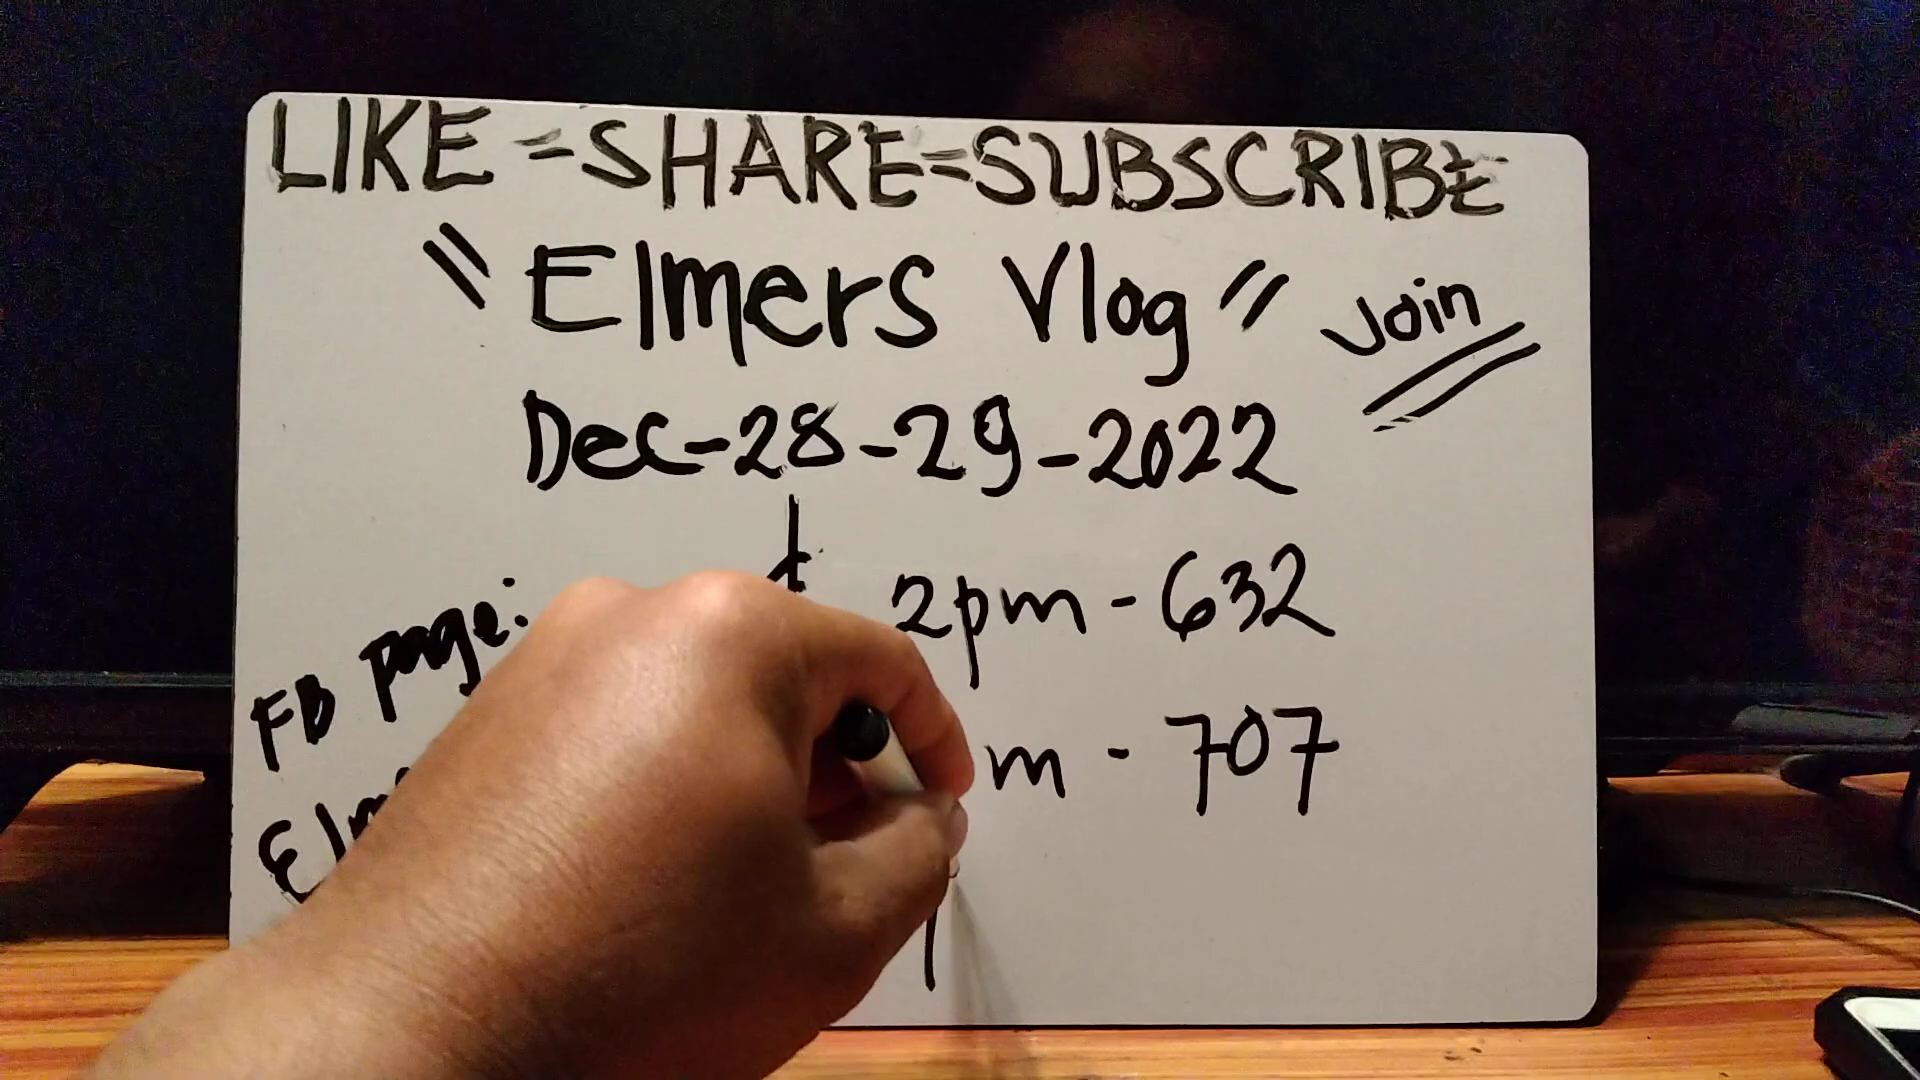 LIKE=SHARE=SUBSCRIBE
"Elmers Vlog"
Join
Dec-28-29-2022
2pm-632
m-707
FB page: